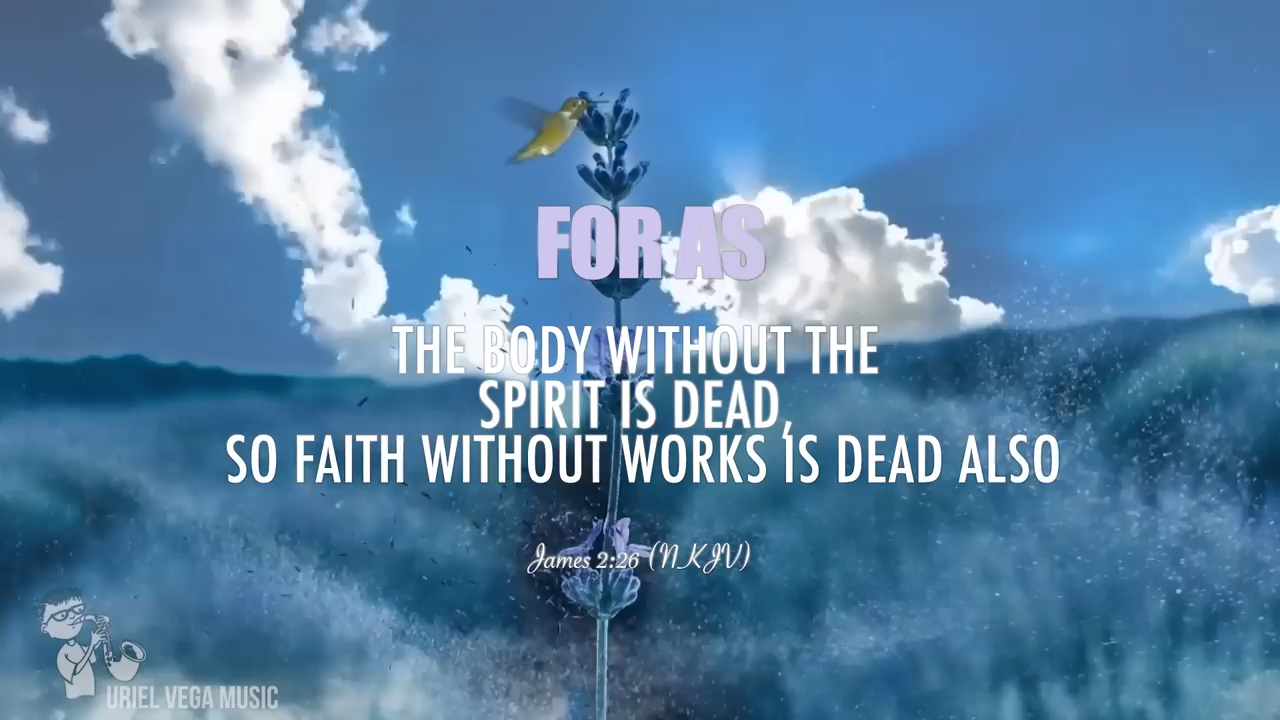 FOR AS
THE BODY WITHOUT THE
SPIRIT IS DEAD,
SO FAITH WITHOUT WORKS IS DEAD ALSO
James 2:26 (NKJV)
URIEL VEGA MUSIC